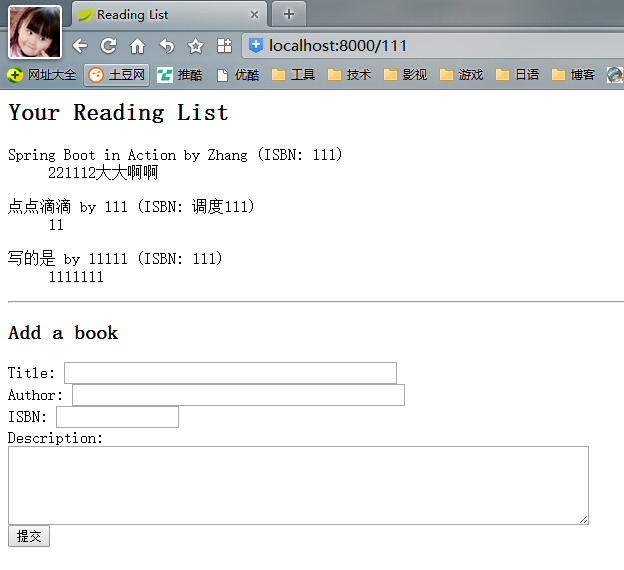 Reading List
localhost:8000/111
网址大全 土豆网 推酷 优酷 工具 技术 影视 游戏 日语 博客
Your Reading List
Spring Boot in Action by Zhang (ISBN: 111)
221112大大啊啊
点点滴滴 by 111 (ISBN: 调度111)
11
写的是 by 11111 (ISBN: 111)
1111111
Add a book
Title:
Author:
ISBN:
Description:
提交